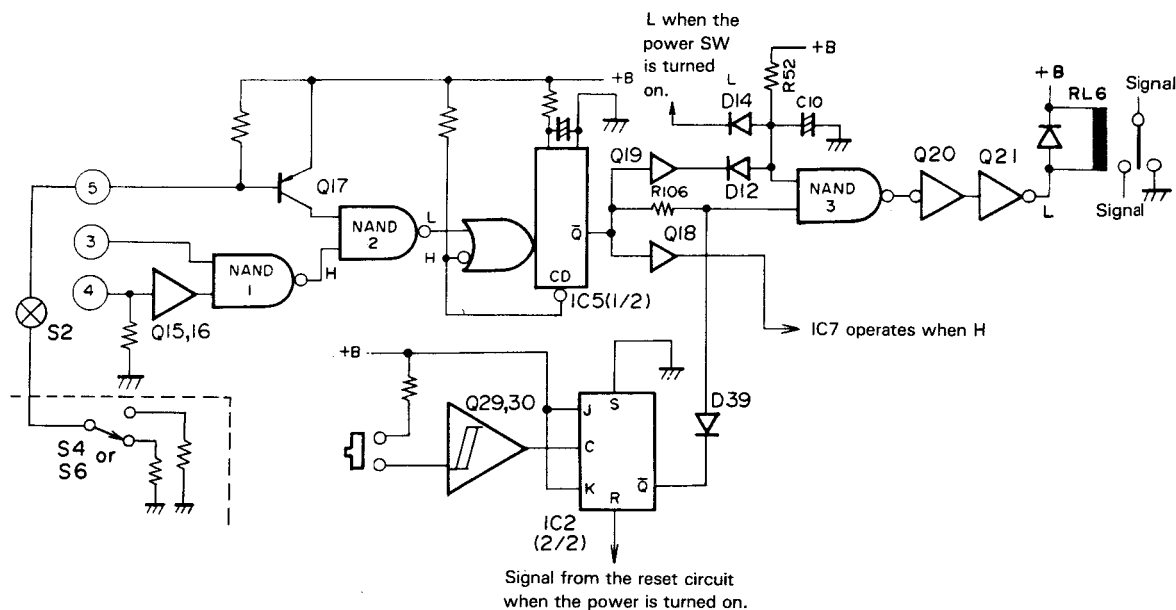 L when the
power SW
is turned
on.
+B
R52
L
D14
C10
+B
RL6
Signal
+B
Q19
D12
Q20
Q21
5
Q17
R106
NAND
3
L
Signal
3
NAND
2
L
H
Q̄
Q18
4
NAND
1
H
CD
IC5(1/2)
S2
Q15,16
IC7 operates when H
+B
Q29,30
S
D39
J
S4 or
S6
C
K
R
Q̄
IC2
(2/2)
Signal from the reset circuit
when the power is turned on.